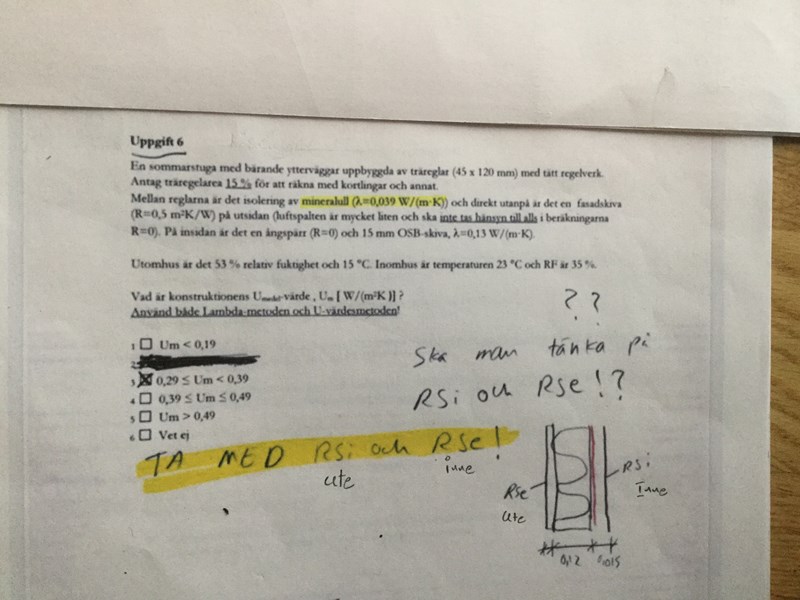 Uppgift 6
En sommarstuga med bärande ytterväggar uppbyggda av träreglar (45 x 120 mm) med tätt regelverk.
Antag träregelarea 15 % för att räkna med kortlingar och annat.
Mellan reglarna är det isolering av mineralull (λ=0,039 W/(m·K)) och direkt utanpå är det en fasadskiva
(R=0,5 m²K/W) på utsidan (luftspalten är mycket liten och ska inte tas hänsyn till alls i beräkningarna
R=0). På insidan är det en ångspärr (R=0) och 15 mm OSB-skiva, λ=0,13 W/(m·K).
Utomhus är det 53 % relativ fuktighet och 15 °C. Inomhus är temperaturen 23 °C och RF är 35 %.
Vad är konstruktionens Umedel-värde , Um [ W/(m²K )] ?
Använd både Lambda-metoden och U-värdesmetoden!
? ?
1 Um < 0,19
2
3 0,29 ≤ Um < 0,39
4 0,39 ≤ Um ≤ 0,49
5 Um > 0,49
6 Vet ej
Ska man tänka på
RSi och RSe!?
TA MED RSi och RSe!
ute inne
RSe
ute
RSi
Inne
0,12 0,015